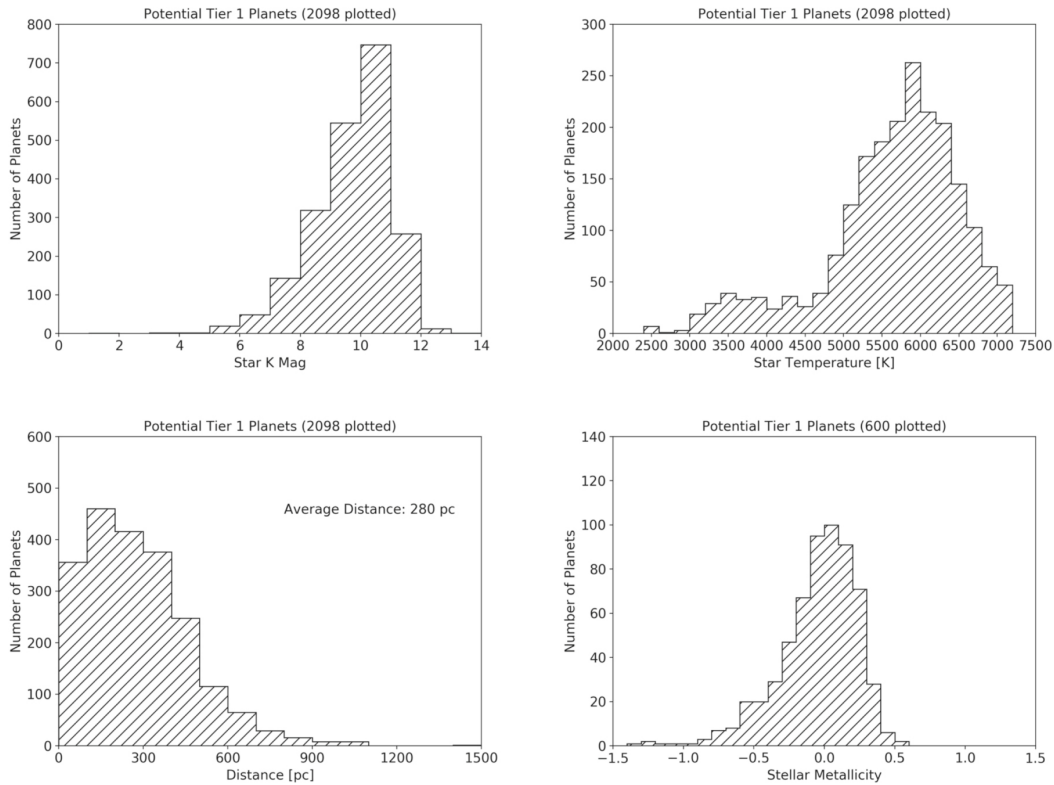 Potential Tier 1 Planets (2098 plotted)
800
700
600
500
400
300
200
100
0
Number of Planets
0 2 4 6 8 10 12 14
Star K Mag
Potential Tier 1 Planets (2098 plotted)
300
250
200
150
100
50
0
Number of Planets
2000 2500 3000 3500 4000 4500 5000 5500 6000 6500 7000 7500
Star Temperature [K]
Potential Tier 1 Planets (2098 plotted)
600
500
400
300
200
100
0
Number of Planets
Average Distance: 280 pc
0 300 600 900 1200 1500
Distance [pc]
Potential Tier 1 Planets (600 plotted)
140
120
100
80
60
40
20
0
Number of Planets
−1.5 −1.0 −0.5 0.0 0.5 1.0 1.5
Stellar Metallicity